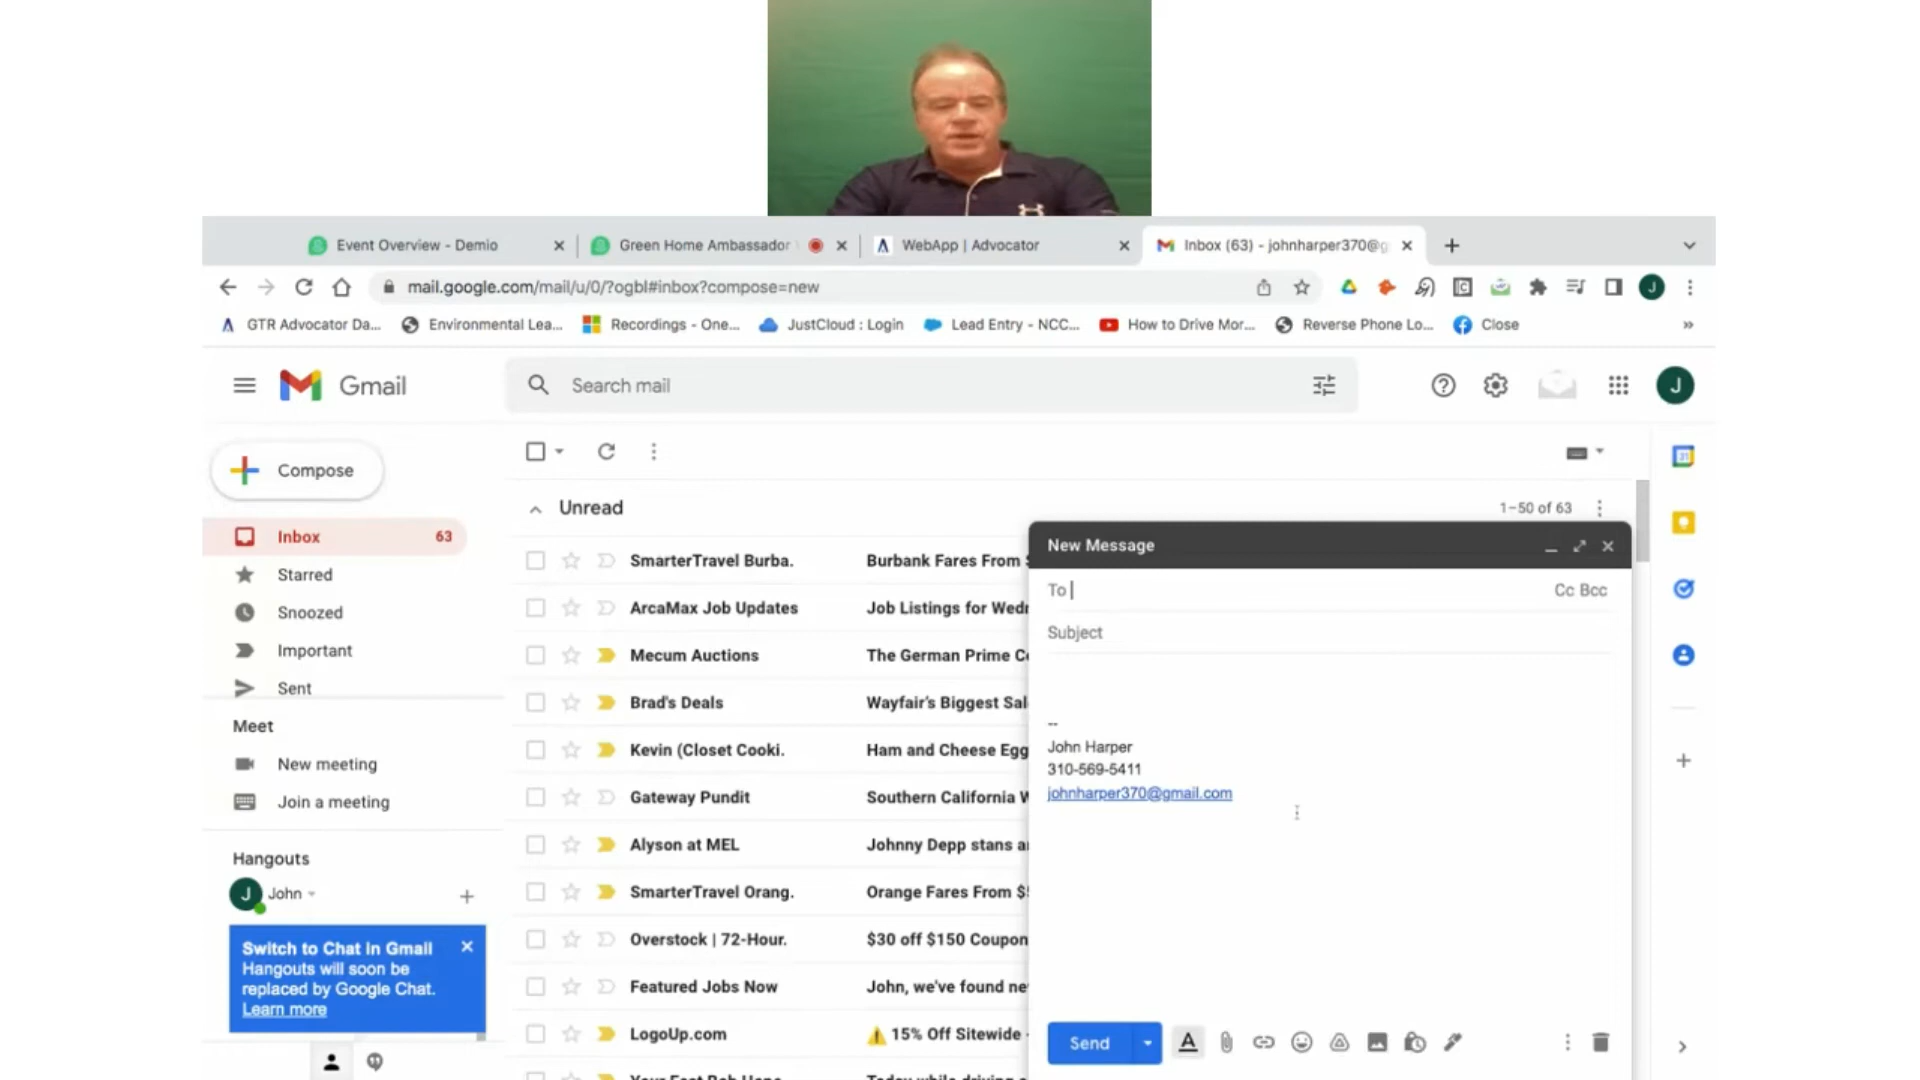 Event Overview - Demio
Green Home Ambassador
WebApp | Advocator
Inbox (63) - johnharper370@g
mail.google.com/mail/u/0/?ogbl#inbox?compose=new
J
GTR Advocator Da...
Environmental Lea...
Recordings - One...
JustCloud : Login
Lead Entry - NCC...
How to Drive Mor...
Reverse Phone Lo...
Close
»
Gmail
Search mail
J
Compose
Unread
1–50 of 63
Inbox 63
Starred
Snoozed
Important
Sent
Meet
New meeting
Join a meeting
Hangouts
J John
Switch to Chat in Gmail
Hangouts will soon be
replaced by Google Chat.
Learn more
SmarterTravel Burba. Burbank Fares From
ArcaMax Job Updates Job Listings for Wedn
Mecum Auctions The German Prime Co
Brad's Deals Wayfair's Biggest Sal
Kevin (Closet Cooki. Ham and Cheese Egg
Gateway Pundit Southern California W
Alyson at MEL Johnny Depp stans a
SmarterTravel Orang. Orange Fares From $
Overstock | 72-Hour. $30 off $150 Coupon
Featured Jobs Now John, we've found ne
LogoUp.com 15% Off Sitewide
New Message
To
Cc Bcc
Subject
--
John Harper
310-569-5411
johnharper370@gmail.com
Send
A
31